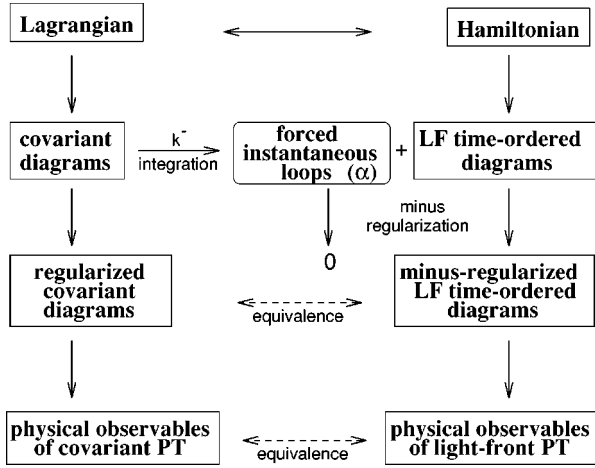 Lagrangian
Hamiltonian
covariant
diagrams
k⁻
integration
forced
instantaneous
loops (α)
+
LF time-ordered
diagrams
minus
regularization
0
regularized
covariant
diagrams
equivalence
minus-regularized
LF time-ordered
diagrams
physical observables
of covariant PT
equivalence
physical observables
of light-front PT